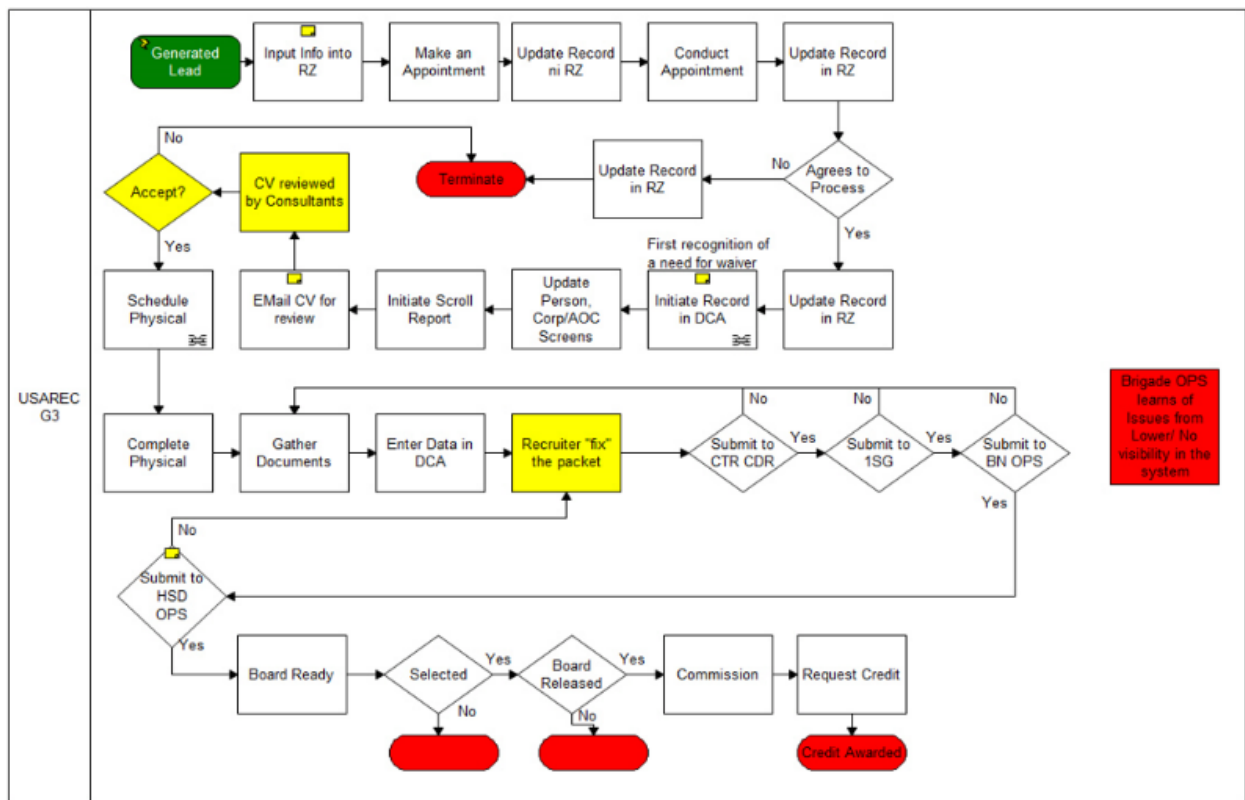 USAREC
G3
Generated
Lead
Input Info into
RZ
Make an
Appointment
Update Record
ni RZ
Conduct
Appointment
Update Record
in RZ
No
Accept?
CV reviewed
by Consultants
Terminate
Update Record
in RZ
No
Agrees to
Process
Yes
Yes
First recognition of
a need for waiver
Schedule
Physical
EMail CV for
review
Initiate Scroll
Report
Update
Person,
Corp/AOC
Screens
Initiate Record
in DCA
Update Record
in RZ
Complete
Physical
Gather
Documents
Enter Data in
DCA
Recruiter "fix"
the packet
No
Submit to
CTR CDR
Yes
No
Submit to
1SG
Yes
No
Submit to
BN OPS
Yes
Brigade OPS
learns of
Issues from
Lower/ No
visibility in the
system
No
Submit to
HSD
OPS
Yes
Board Ready
Selected
Yes
No
Board
Released
Yes
No
Commission
Request Credit
Credit Awarded